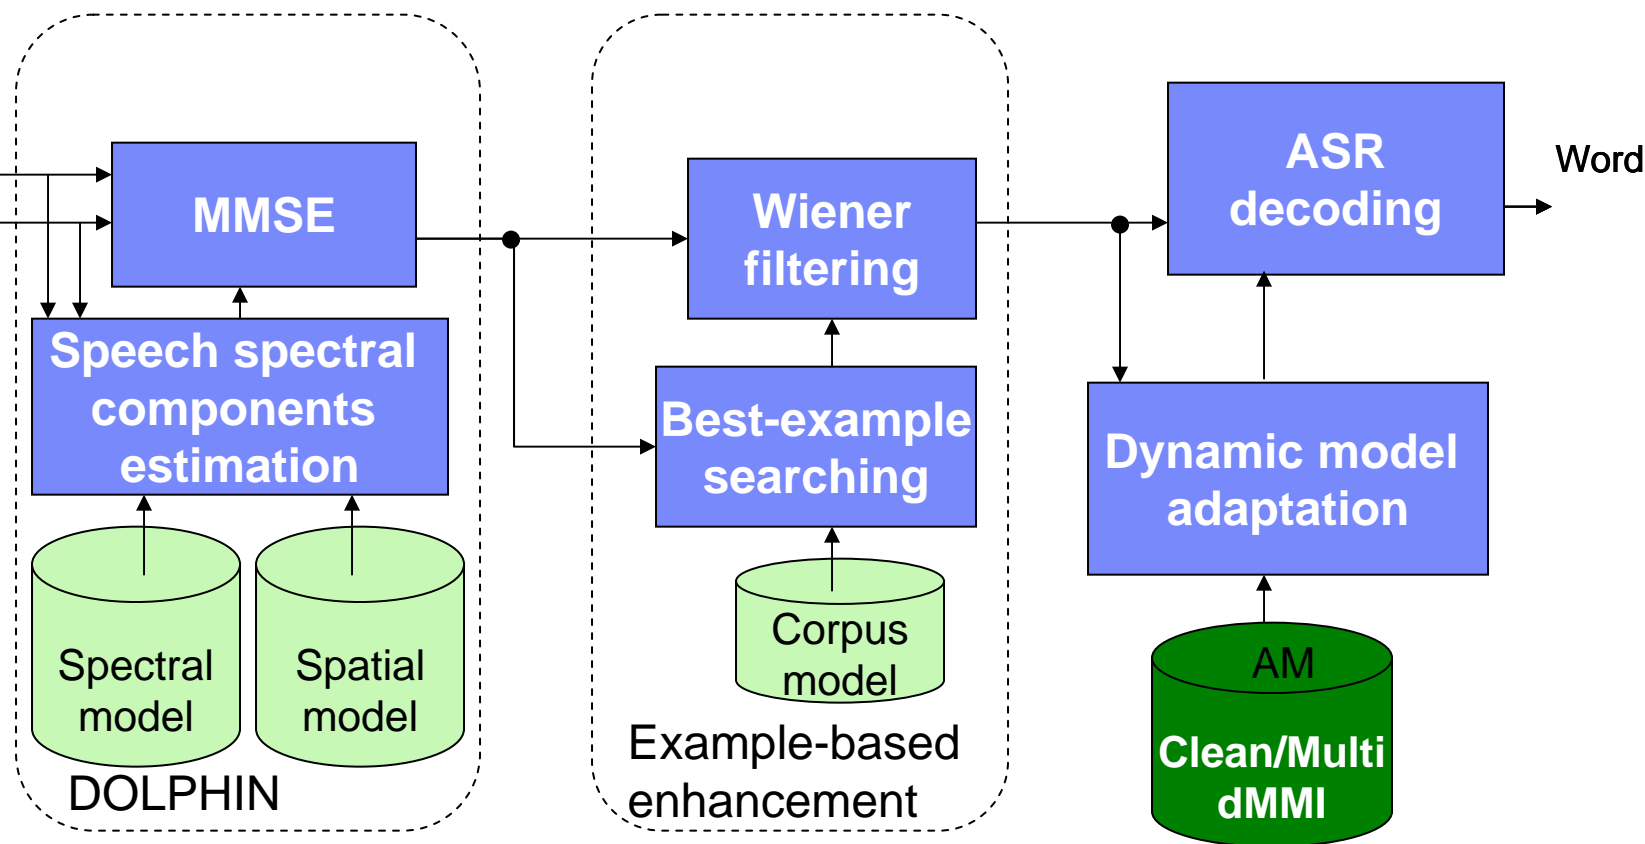 MMSE
Speech spectral
components
estimation
Spectral
model
Spatial
model
DOLPHIN
Wiener
filtering
Best-example
searching
Corpus
model
Example-based
enhancement
ASR
decoding
Word
Dynamic model
adaptation
AM
Clean/Multi
dMMI